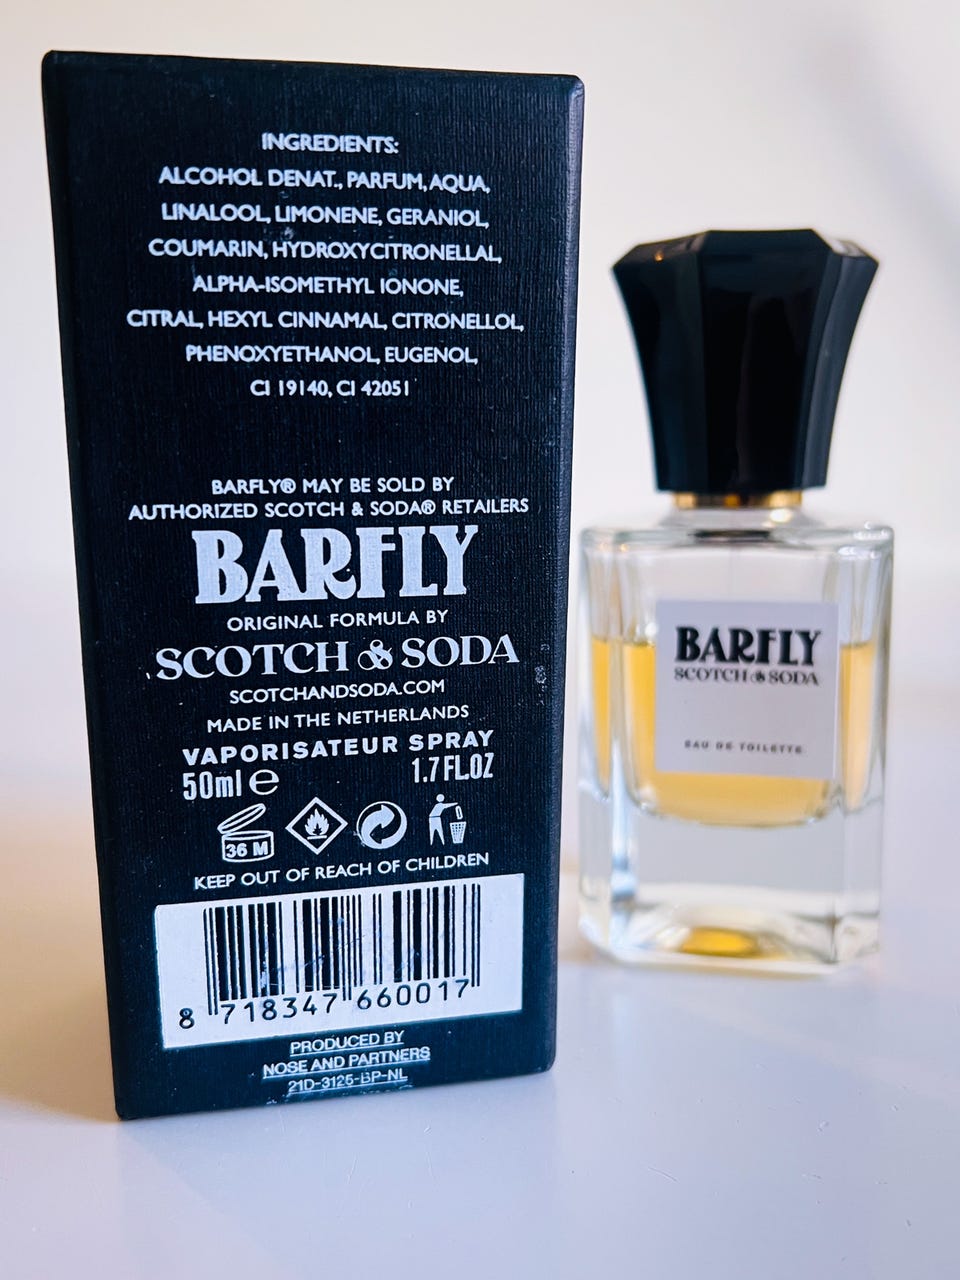 INGREDIENTS:
ALCOHOL DENAT., PARFUM, AQUA,
LINALOOL, LIMONENE, GERANIOL,
COUMARIN, HYDROXYCITRONELLAL,
ALPHA-ISOMETHYL IONONE,
CITRAL, HEXYL CINNAMAL, CITRONELLOL,
PHENOXYETHANOL, EUGENOL,
CI 19140, CI 42051
BARFLY® MAY BE SOLD BY
AUTHORIZED SCOTCH & SODA® RETAILERS
BARFLY
ORIGINAL FORMULA BY
SCOTCH & SODA
SCOTCHANDSODA.COM
MADE IN THE NETHERLANDS
VAPORISATEUR SPRAY
50ml e 1.7 FL.OZ
36 M
KEEP OUT OF REACH OF CHILDREN
8 718347 660017
PRODUCED BY
NOSE AND PARTNERS
21D-3125-BP-NL
BARFLY
SCOTCH & SODA
EAU DE TOILETTE